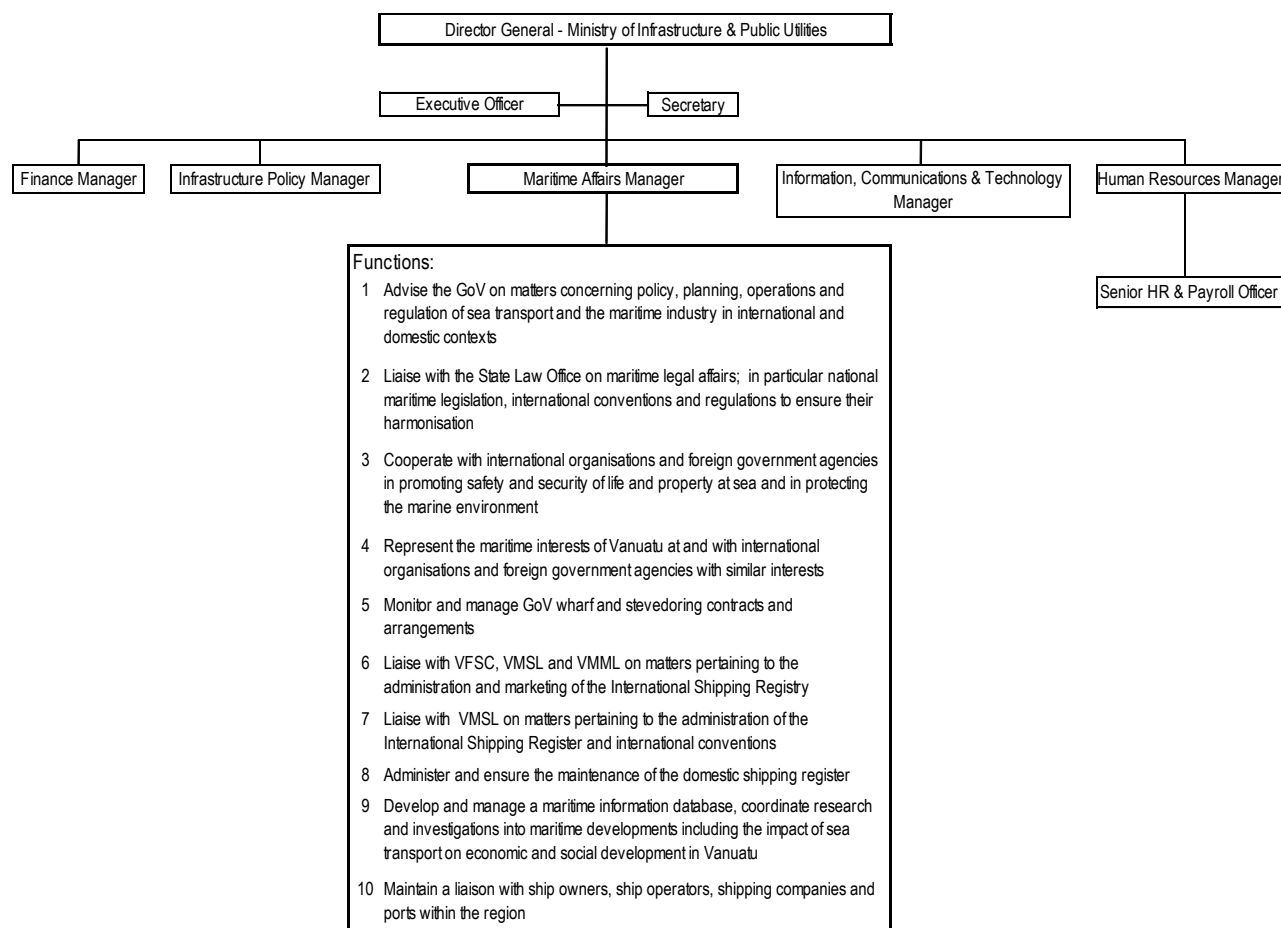 Director General - Ministry of Infrastructure & Public Utilities
Executive Officer
Secretary
Finance Manager
Infrastructure Policy Manager
Maritime Affairs Manager
Information, Communications & Technology
Manager
Human Resources Manager
Senior HR & Payroll Officer
Functions:
1 Advise the GoV on matters concerning policy, planning, operations and
regulation of sea transport and the maritime industry in international and
domestic contexts
2 Liaise with the State Law Office on maritime legal affairs; in particular national
maritime legislation, international conventions and regulations to ensure their
harmonisation
3 Cooperate with international organisations and foreign government agencies
in promoting safety and security of life and property at sea and in protecting
the marine environment
4 Represent the maritime interests of Vanuatu at and with international
organisations and foreign government agencies with similar interests
5 Monitor and manage GoV wharf and stevedoring contracts and
arrangements
6 Liaise with VFSC, VMSL and VMML on matters pertaining to the
administration and marketing of the International Shipping Registry
7 Liaise with VMSL on matters pertaining to the administration of the
International Shipping Register and international conventions
8 Administer and ensure the maintenance of the domestic shipping register
9 Develop and manage a maritime information database, coordinate research
and investigations into maritime developments including the impact of sea
transport on economic and social development in Vanuatu
10 Maintain a liaison with ship owners, ship operators, shipping companies and
ports within the region